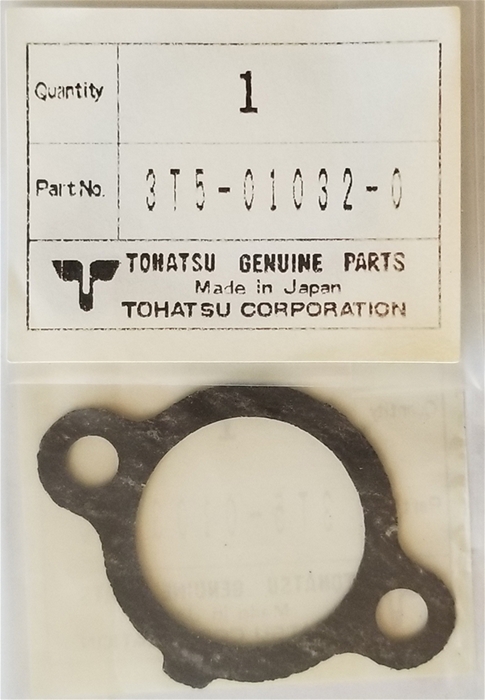 Quantity 1
Part No. 3T5-01032-0
TOHATSU GENUINE PARTS
Made in Japan
TOHATSU CORPORATION